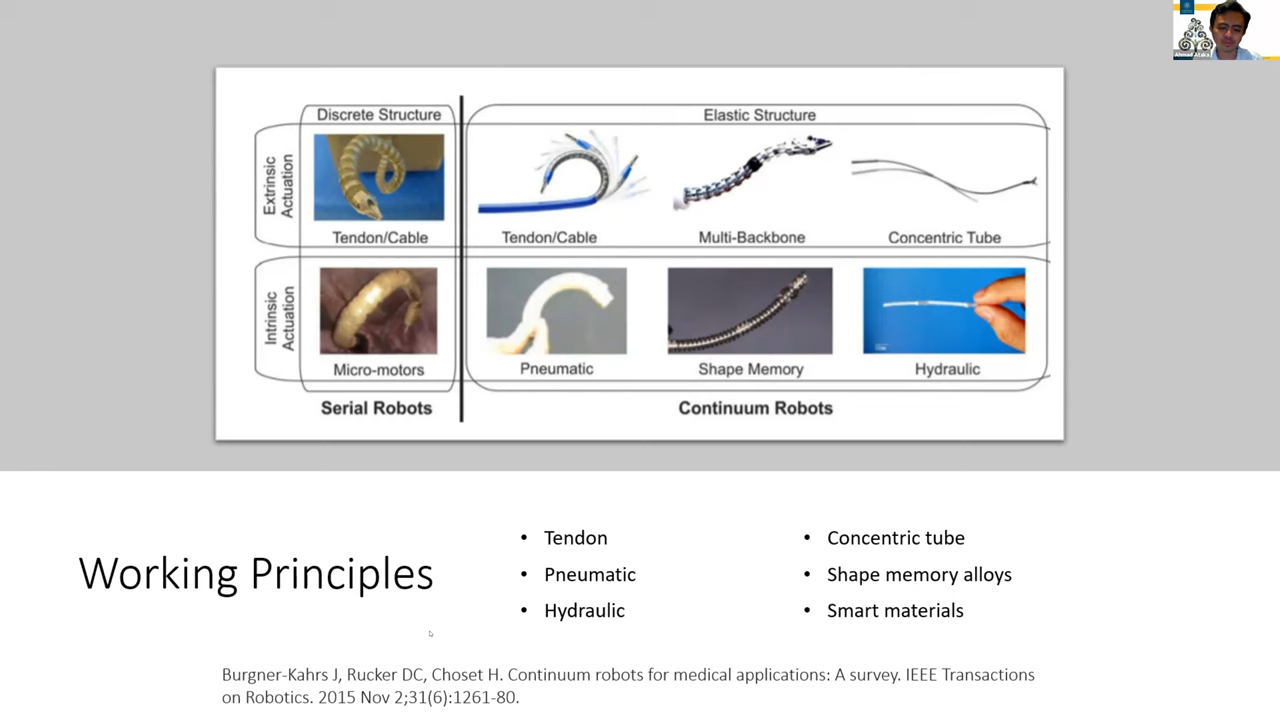 Ahmad Ataka
Discrete Structure
Elastic Structure
Extrinsic
Actuation
Tendon/Cable
Tendon/Cable
Multi-Backbone
Concentric Tube
Intrinsic
Actuation
Micro-motors
Pneumatic
Shape Memory
Hydraulic
Serial Robots
Continuum Robots
Working Principles
• Tendon
• Pneumatic
• Hydraulic
• Concentric tube
• Shape memory alloys
• Smart materials
Burgner-Kahrs J, Rucker DC, Choset H. Continuum robots for medical applications: A survey. IEEE Transactions
on Robotics. 2015 Nov 2;31(6):1261-80.